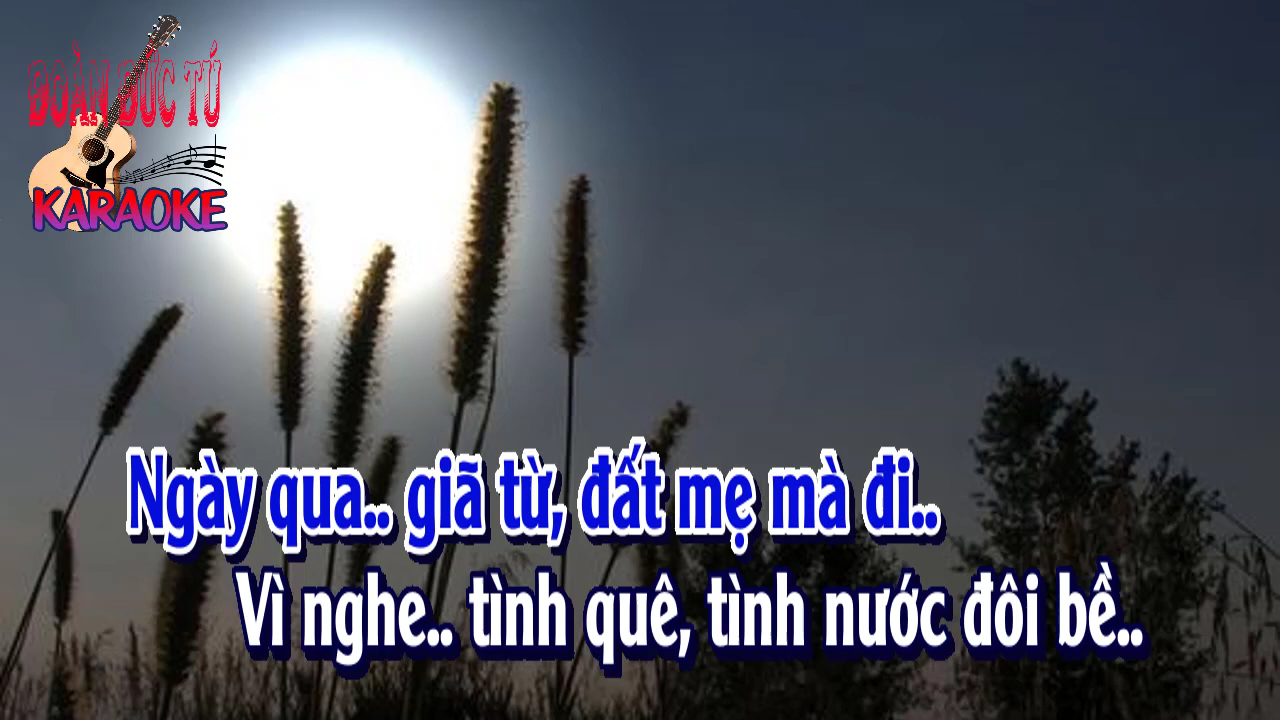 ĐOÀN ĐỨC TÚ
KARAOKE
Ngày qua.. giã từ, đất mẹ mà đi..
Vì nghe.. tình quê, tình nước đôi bề..